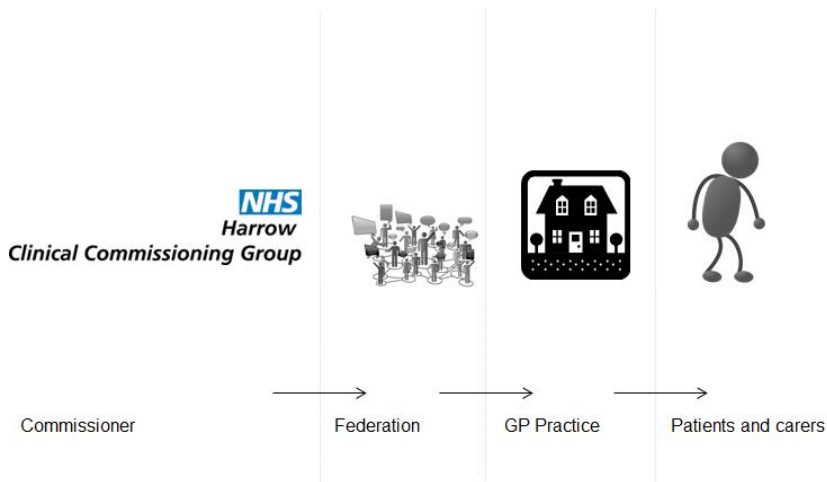 NHS
Harrow
Clinical Commissioning Group
Commissioner
Federation
GP Practice
Patients and carers